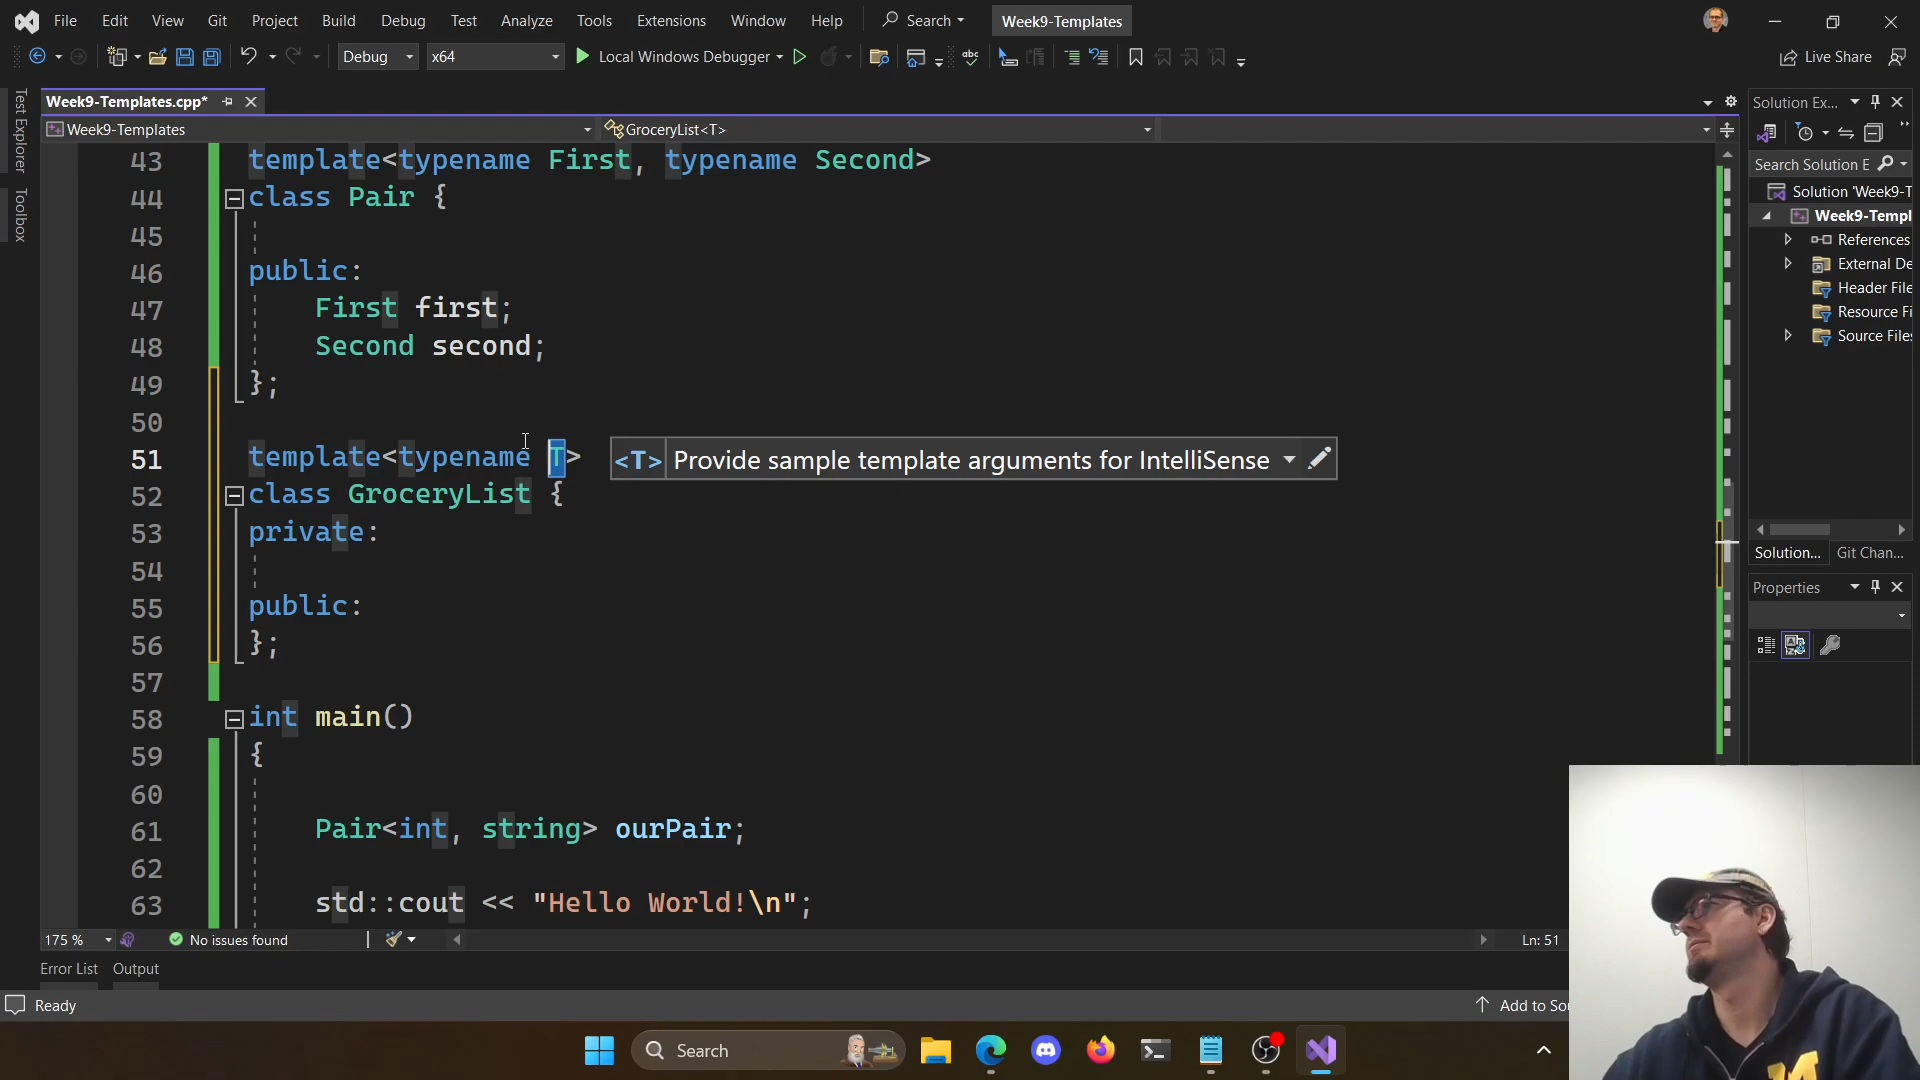 File Edit View Git Project Build Debug Test Analyze Tools Extensions Window Help Search Week9-Templates
Debug x64 Local Windows Debugger Live Share
Test Explorer
Toolbox
Week9-Templates.cpp*
Week9-Templates GroceryList<T>
43 template<typename First, typename Second>
44 class Pair {
45
46 public:
47 First first;
48 Second second;
49 };
50
51 template<typename T> <T> Provide sample template arguments for IntelliSense
52 class GroceryList {
53 private:
54
55 public:
56 };
57
58 int main()
59 {
60
61 Pair<int, string> ourPair;
62
63 std::cout << "Hello World!\n";
175 % No issues found Ln: 51
Error List Output
Ready Add to Sou
Solution Ex...
Search Solution E
Solution 'Week9-T
Week9-Templ
References
External De
Header File
Resource Fi
Source Files
Solution... Git Chan...
Properties
Search